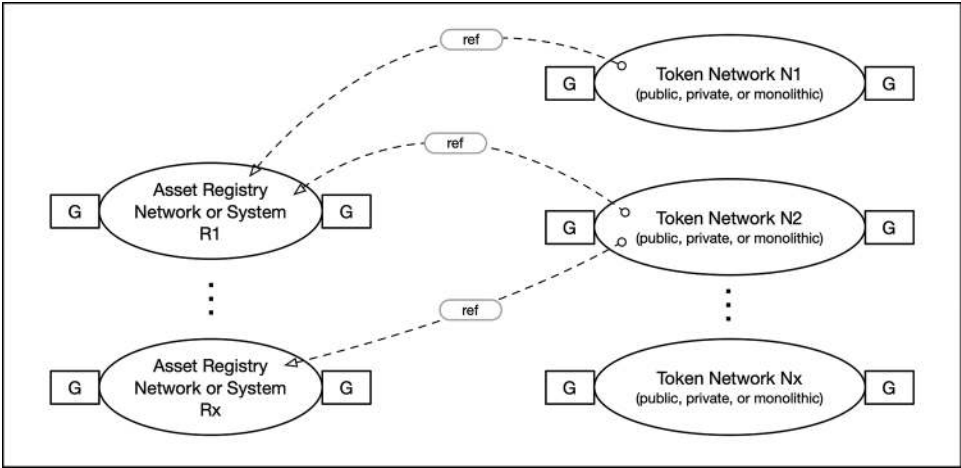 ref
G
Token Network N1
(public, private, or monolithic)
G
ref
G
Asset Registry
Network or System
R1
G
G
Token Network N2
(public, private, or monolithic)
G
ref
G
Asset Registry
Network or System
Rx
G
G
Token Network Nx
(public, private, or monolithic)
G